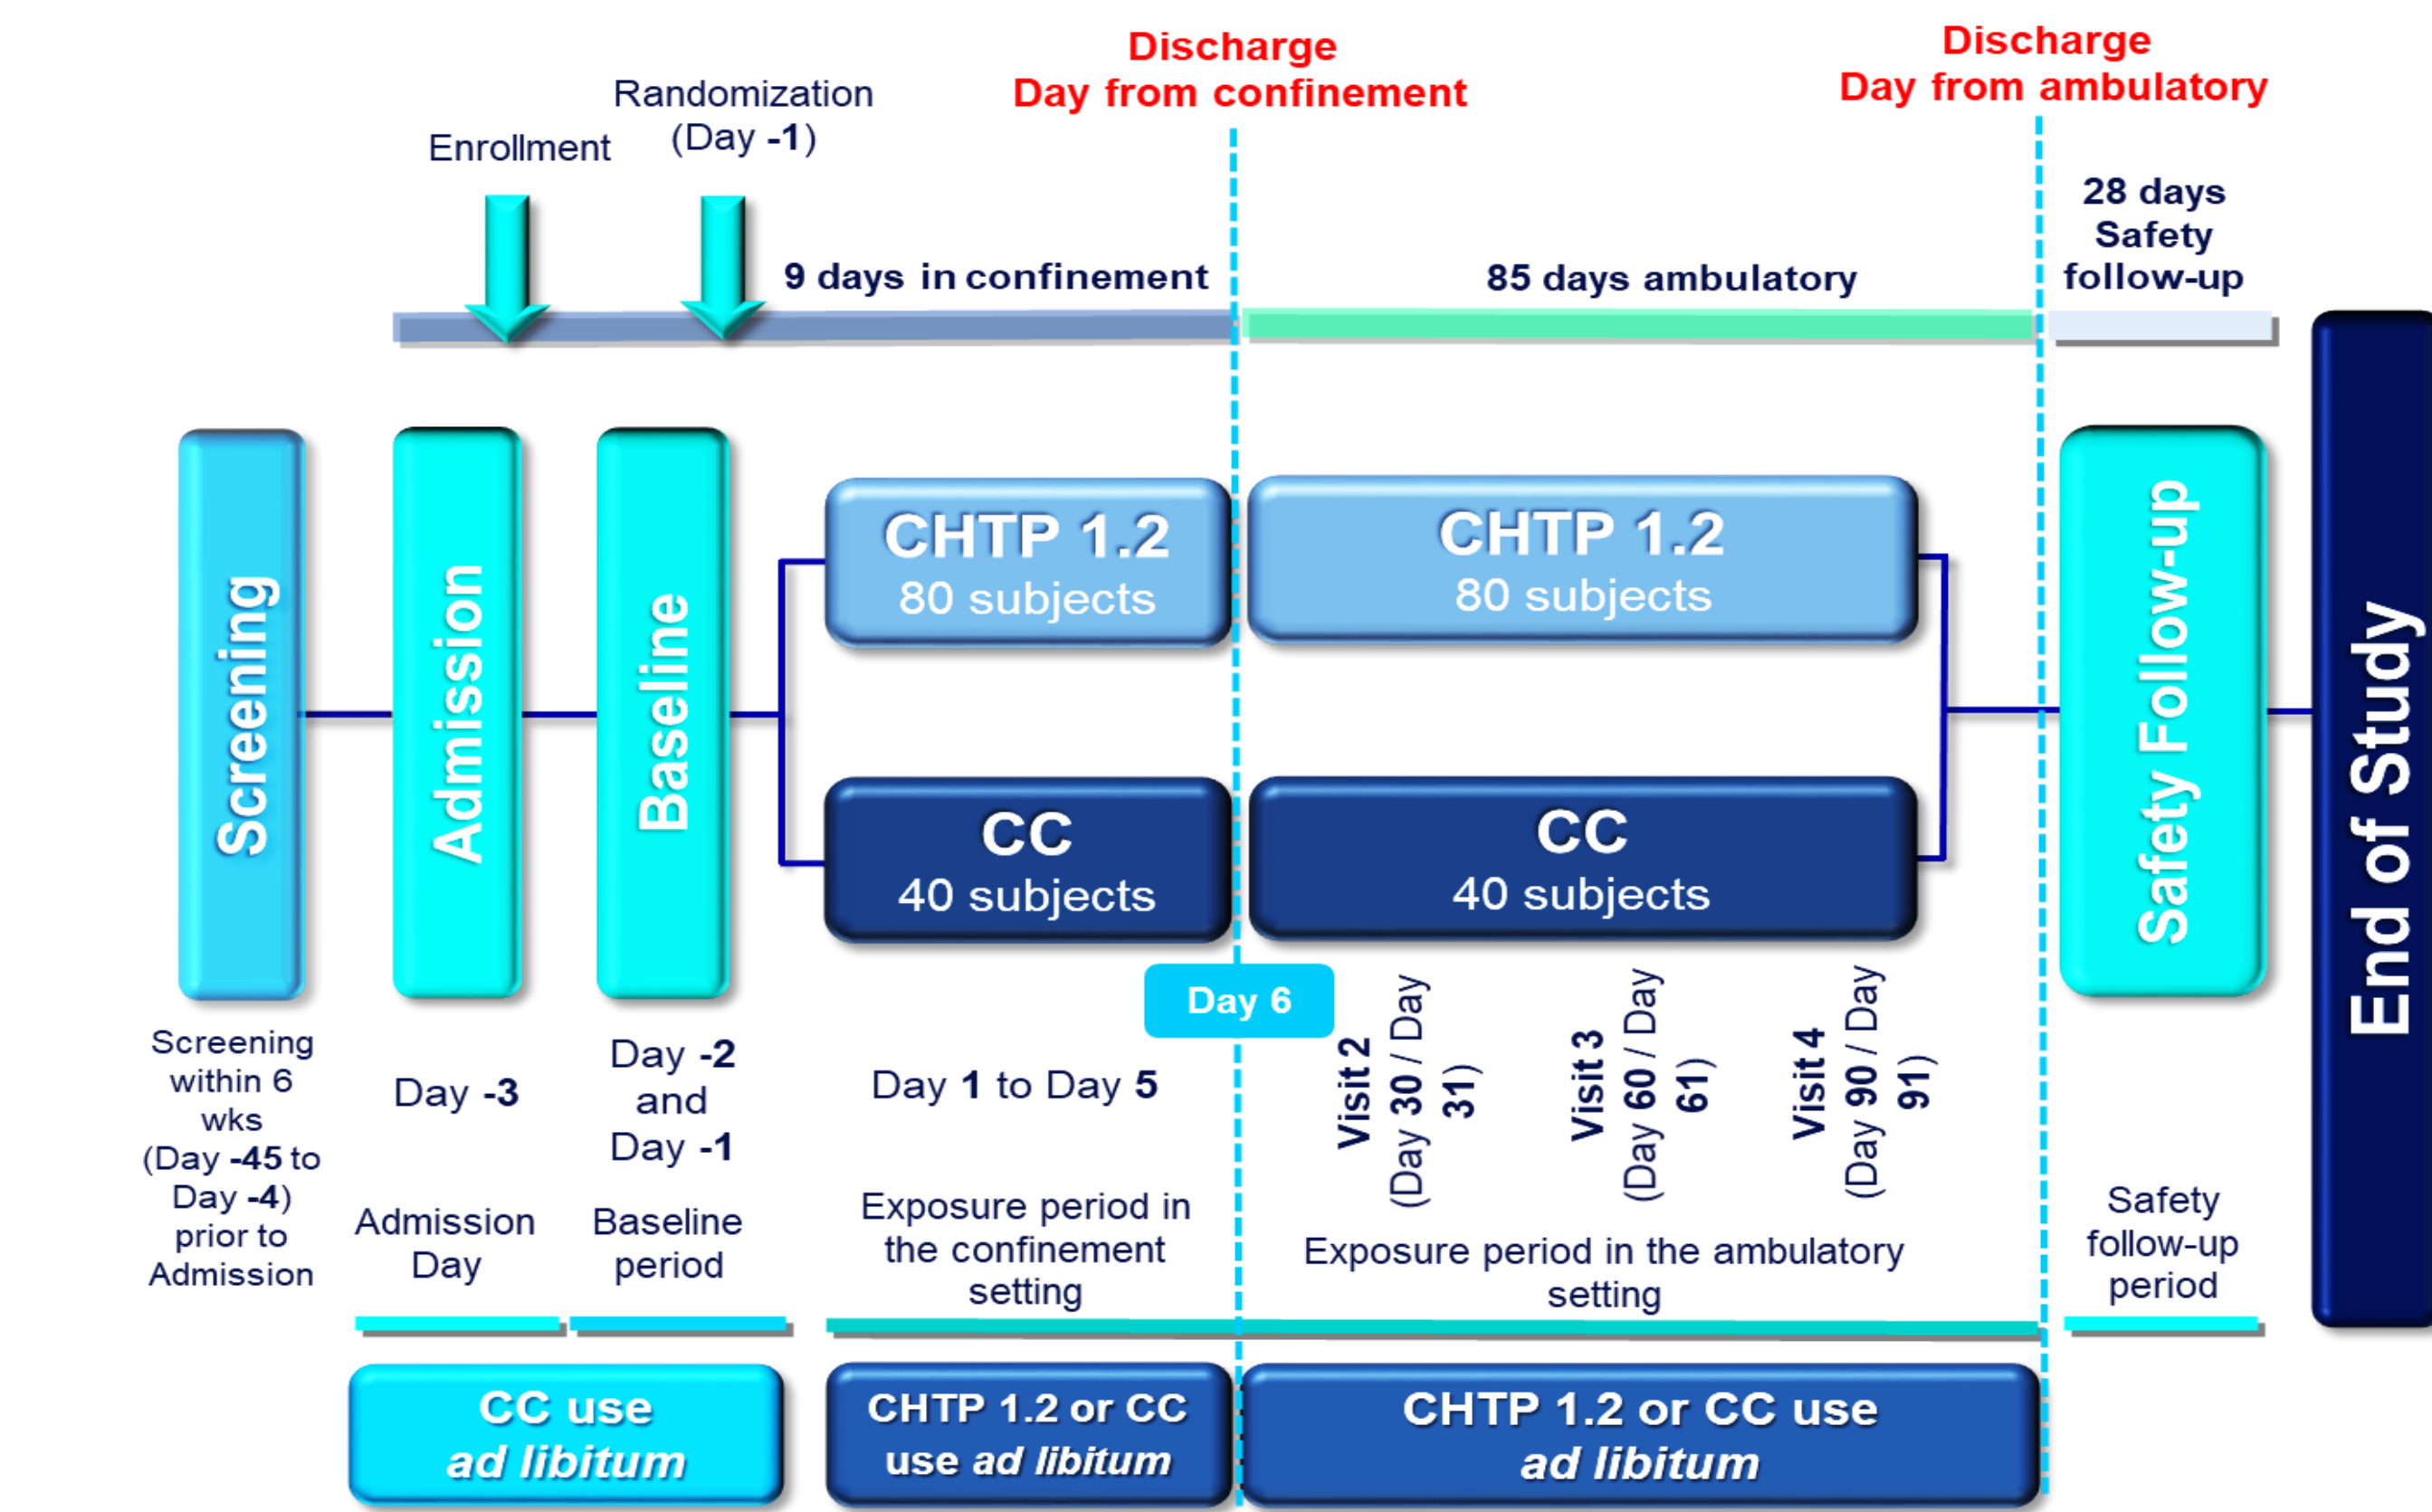 Discharge
Day from confinement
Discharge
Day from ambulatory
Randomization
(Day -1)
Enrollment
28 days
Safety
follow-up
9 days in confinement
85 days ambulatory
Screening
Admission
Baseline
CHTP 1.2
80 subjects
CHTP 1.2
80 subjects
CC
40 subjects
CC
40 subjects
Safety Follow-up
End of Study
Day 6
Screening
within 6
wks
(Day -45 to
Day -4)
prior to
Admission
Day -3
Admission
Day
Day -2
and
Day -1
Baseline
period
Day 1 to Day 5
Exposure period in
the confinement
setting
Visit 2
(Day 30 / Day
31)
Visit 3
(Day 60 / Day
61)
Visit 4
(Day 90 / Day
91)
Exposure period in the ambulatory
setting
Safety
follow-up
period
CC use
ad libitum
CHTP 1.2 or CC
use ad libitum
CHTP 1.2 or CC use
ad libitum